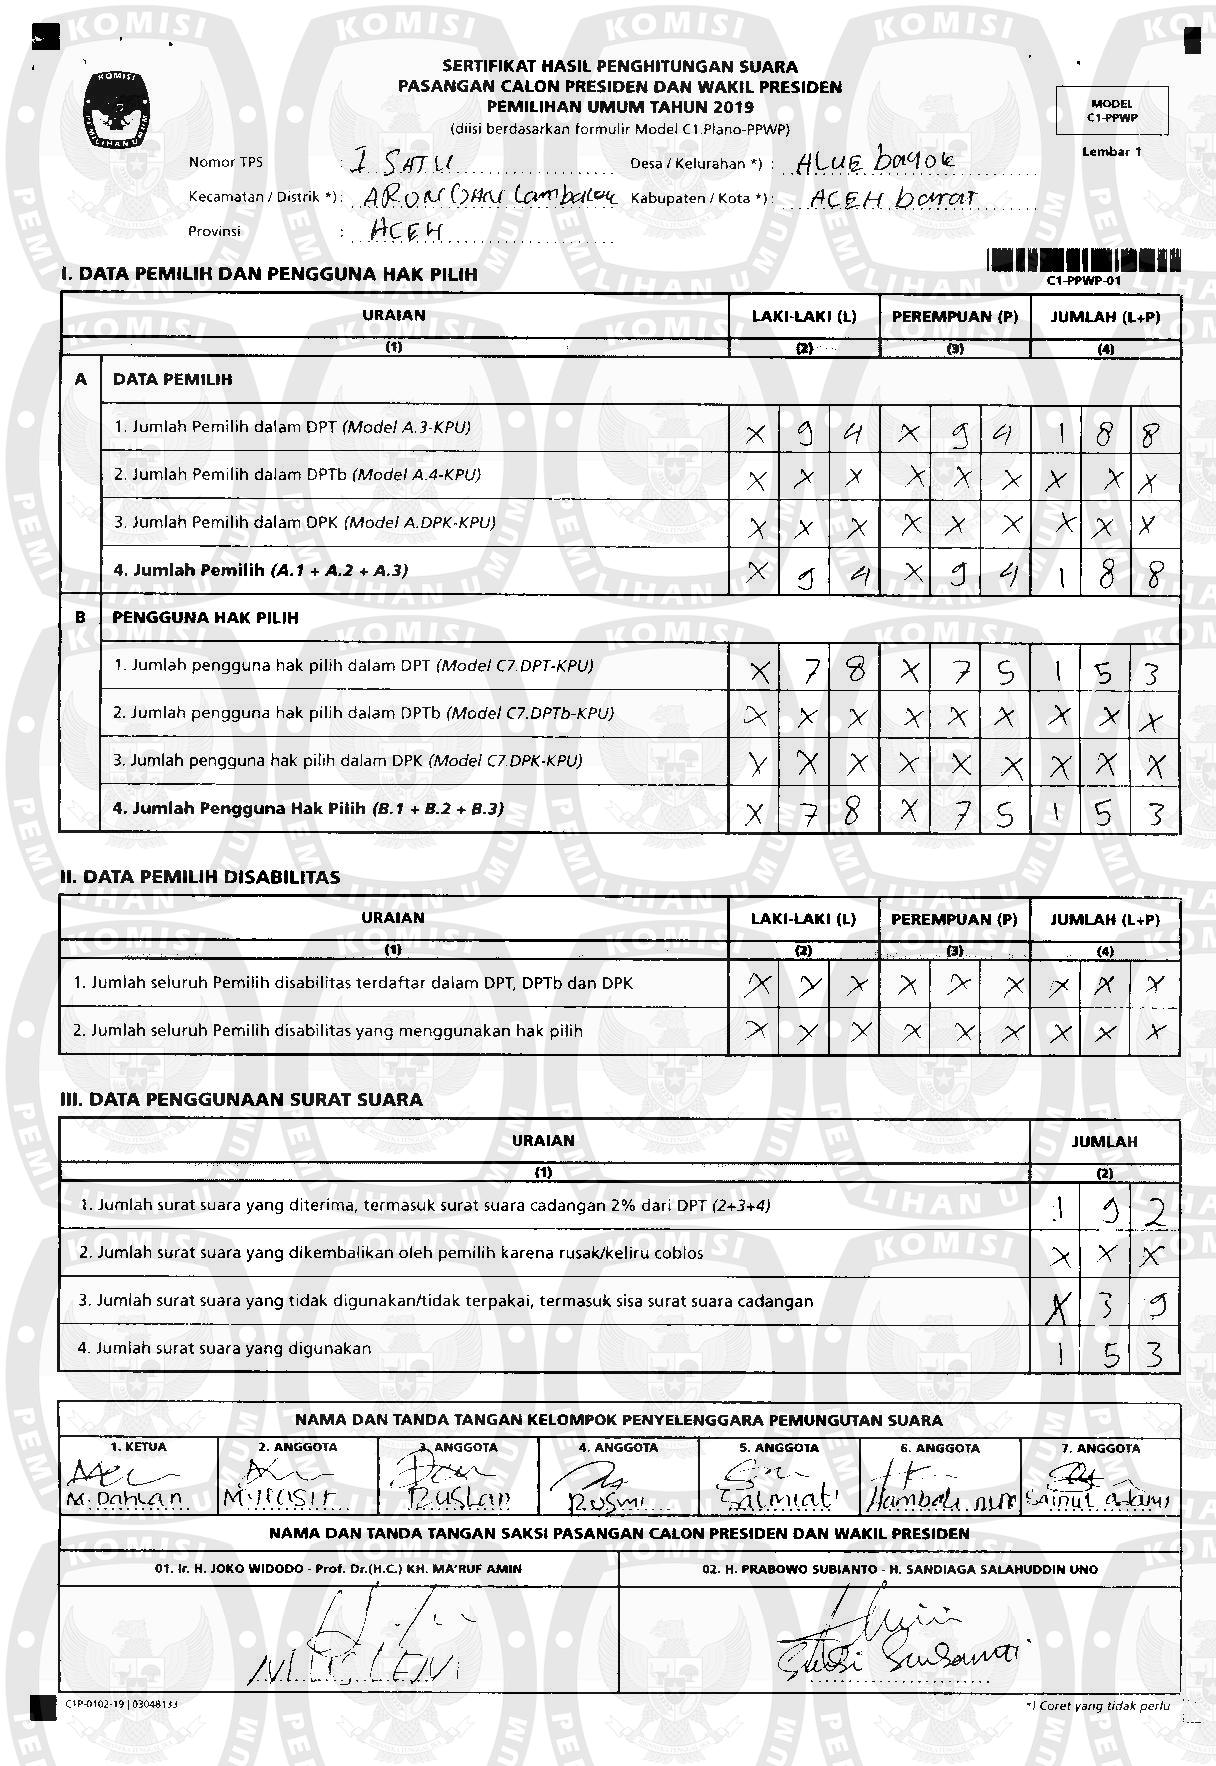 SERTIFIKAT HASIL PENGHITUNGAN SUARA
PASANGAN CALON PRESIDEN DAN WAKIL PRESIDEN
PEMILIHAN UMUM TAHUN 2019
(diisi berdasarkan formulir Model C1.Plano-PPWP)
MODEL
C1-PPWP
Lembar 1
KOMISI
PEMILIHAN UMUM
Nomor TPS : I SATU Desa / Kelurahan *) : ALUE bagok
Kecamatan / Distrik *) : ARONGAN Lambalek Kabupaten / Kota *) : ACEH barat
Provinsi : ACEH
I. DATA PEMILIH DAN PENGGUNA HAK PILIH
C1-PPWP-01
URAIAN LAKI-LAKI (L) PEREMPUAN (P) JUMLAH (L+P)
(1) (2) (3) (4)
A DATA PEMILIH
1. Jumlah Pemilih dalam DPT (Model A.3-KPU) X 9 4 X 9 4 1 8 8
2. Jumlah Pemilih dalam DPTb (Model A.4-KPU) X X X X X X X X X
3. Jumlah Pemilih dalam DPK (Model A.DPK-KPU) X X X X X X X X X
4. Jumlah Pemilih (A.1 + A.2 + A.3) X 9 4 X 9 4 1 8 8
B PENGGUNA HAK PILIH
1. Jumlah pengguna hak pilih dalam DPT (Model C7.DPT-KPU) X 7 8 X 7 5 1 5 3
2. Jumlah pengguna hak pilih dalam DPTb (Model C7.DPTb-KPU) X X X X X X X X X
3. Jumlah pengguna hak pilih dalam DPK (Model C7.DPK-KPU) X X X X X X X X X
4. Jumlah Pengguna Hak Pilih (B.1 + B.2 + B.3) X 7 8 X 7 5 1 5 3
II. DATA PEMILIH DISABILITAS
URAIAN LAKI-LAKI (L) PEREMPUAN (P) JUMLAH (L+P)
(1) (2) (3) (4)
1. Jumlah seluruh Pemilih disabilitas terdaftar dalam DPT, DPTb dan DPK X X X X X X X X X
2. Jumlah seluruh Pemilih disabilitas yang menggunakan hak pilih X X X X X X X X X
III. DATA PENGGUNAAN SURAT SUARA
URAIAN JUMLAH
(1) (2)
1. Jumlah surat suara yang diterima, termasuk surat suara cadangan 2% dari DPT (2+3+4) 1 9 2
2. Jumlah surat suara yang dikembalikan oleh pemilih karena rusak/keliru coblos X X X
3. Jumlah surat suara yang tidak digunakan/tidak terpakai, termasuk sisa surat suara cadangan X 3 9
4. Jumlah surat suara yang digunakan 1 5 3
NAMA DAN TANDA TANGAN KELOMPOK PENYELENGGARA PEMUNGUTAN SUARA
1. KETUA 2. ANGGOTA 3. ANGGOTA 4. ANGGOTA 5. ANGGOTA 6. ANGGOTA 7. ANGGOTA
M. Dahlan M. Yusir Ruslan Rusmi Salmiati Hambali nur Sainul
NAMA DAN TANDA TANGAN SAKSI PASANGAN CALON PRESIDEN DAN WAKIL PRESIDEN
01. Ir. H. JOKO WIDODO - Prof. Dr.(H.C.) KH. MA'RUF AMIN 02. H. PRABOWO SUBIANTO - H. SANDIAGA SALAHUDDIN UNO
Susi Susanti
C1P-0102-19 | 03048133 *) Coret yang tidak perlu